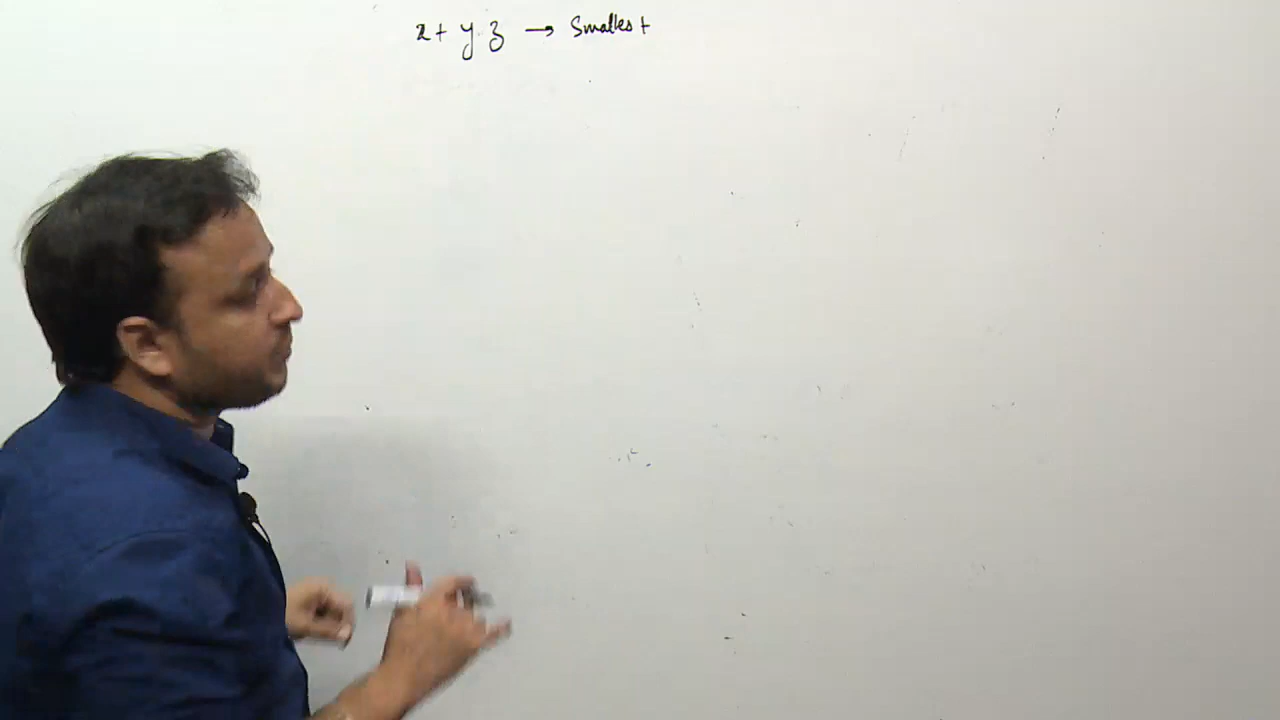 x + y z → Smallest